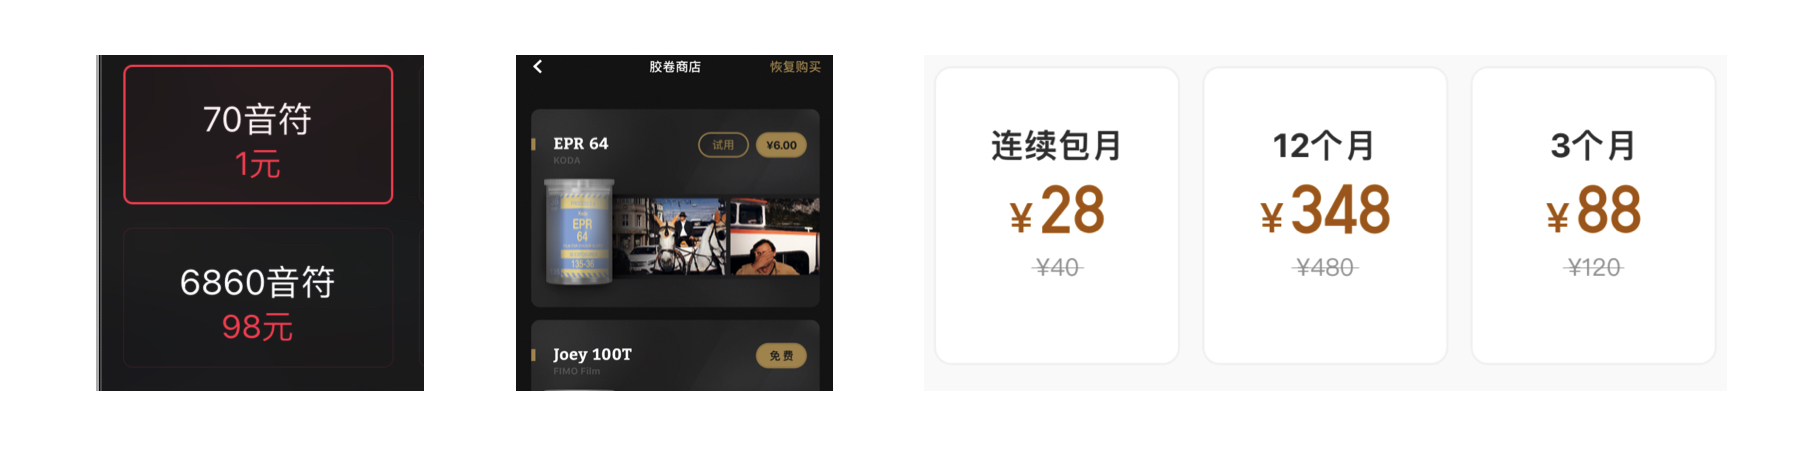 70音符
1元
6860音符
98元
胶卷商店
恢复购买
EPR 64
KODA
试用
¥6.00
EPR
64
135-36
Joey 100T
FIMO Film
免费
连续包月
¥28
¥40
12个月
¥348
¥480
3个月
¥88
¥120